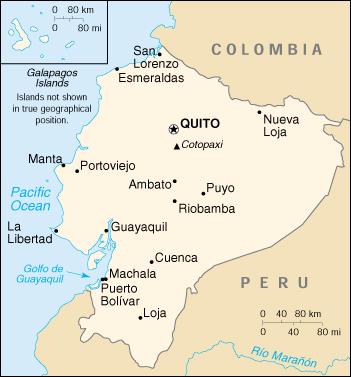 0 80 km
0 80 mi
Galapagos
Islands
Islands not shown
in true geographical
position.
San
Lorenzo
Esmeraldas
COLOMBIA
QUITO
Cotopaxi
Nueva
Loja
Manta
Portoviejo
Pacific
Ocean
Ambato
Puyo
Riobamba
La
Libertad
Guayaquil
Cuenca
Golfo de
Guayaquil
Machala
Puerto
Bolívar
Loja
PERU
0 40 80 km
0 40 80 mi
Río Marañón